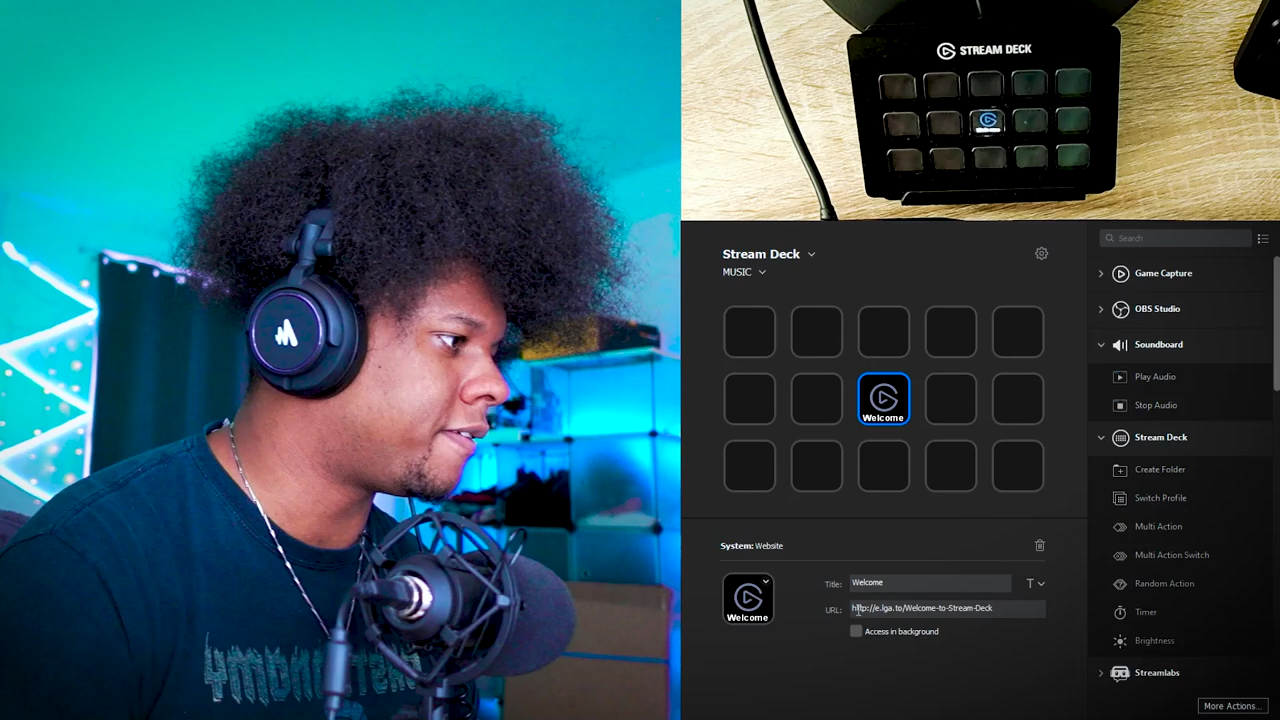 STREAM DECK
Stream Deck
MUSIC
Welcome
System: Website
Welcome
Title: Welcome
T
URL: http://e.lga.to/Welcome-to-Stream-Deck
Access in background
Search
Game Capture
OBS Studio
Soundboard
Play Audio
Stop Audio
Stream Deck
Create Folder
Switch Profile
Multi Action
Multi Action Switch
Random Action
Timer
Brightness
Streamlabs
More Actions...